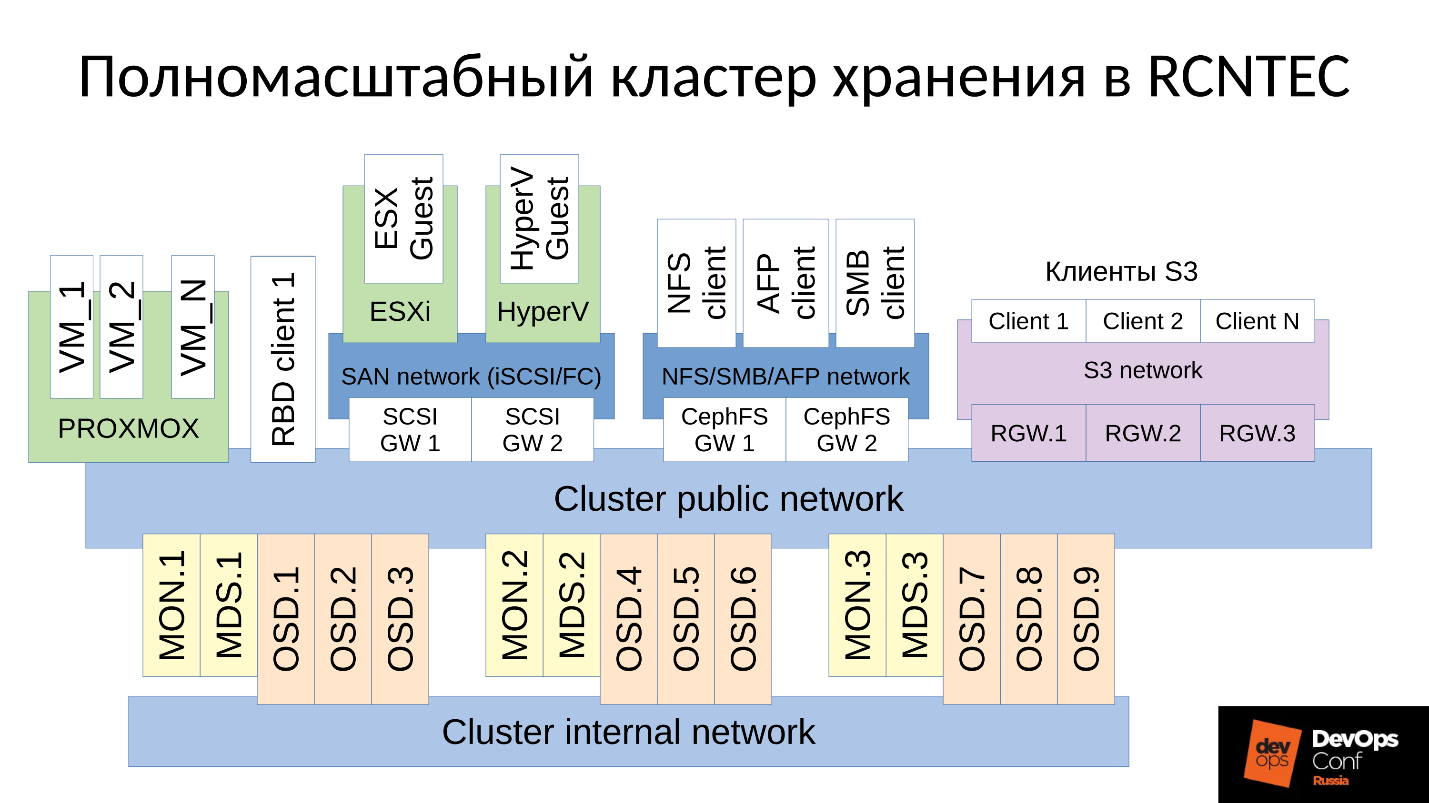 Полномасштабный кластер хранения в RCNTEC
ESX
Guest
HyperV
Guest
ESXi
HyperV
NFS
client
AFP
client
SMB
client
VM_1
VM_2
VM_N
PROXMOX
RBD client 1
SAN network (iSCSI/FC)
SCSI
GW 1
SCSI
GW 2
NFS/SMB/AFP network
CephFS
GW 1
CephFS
GW 2
Клиенты S3
Client 1
Client 2
Client N
S3 network
RGW.1
RGW.2
RGW.3
Cluster public network
MON.1
MDS.1
OSD.1
OSD.2
OSD.3
MON.2
MDS.2
OSD.4
OSD.5
OSD.6
MON.3
MDS.3
OSD.7
OSD.8
OSD.9
Cluster internal network
dev
ops
DevOps
Conf
Russia